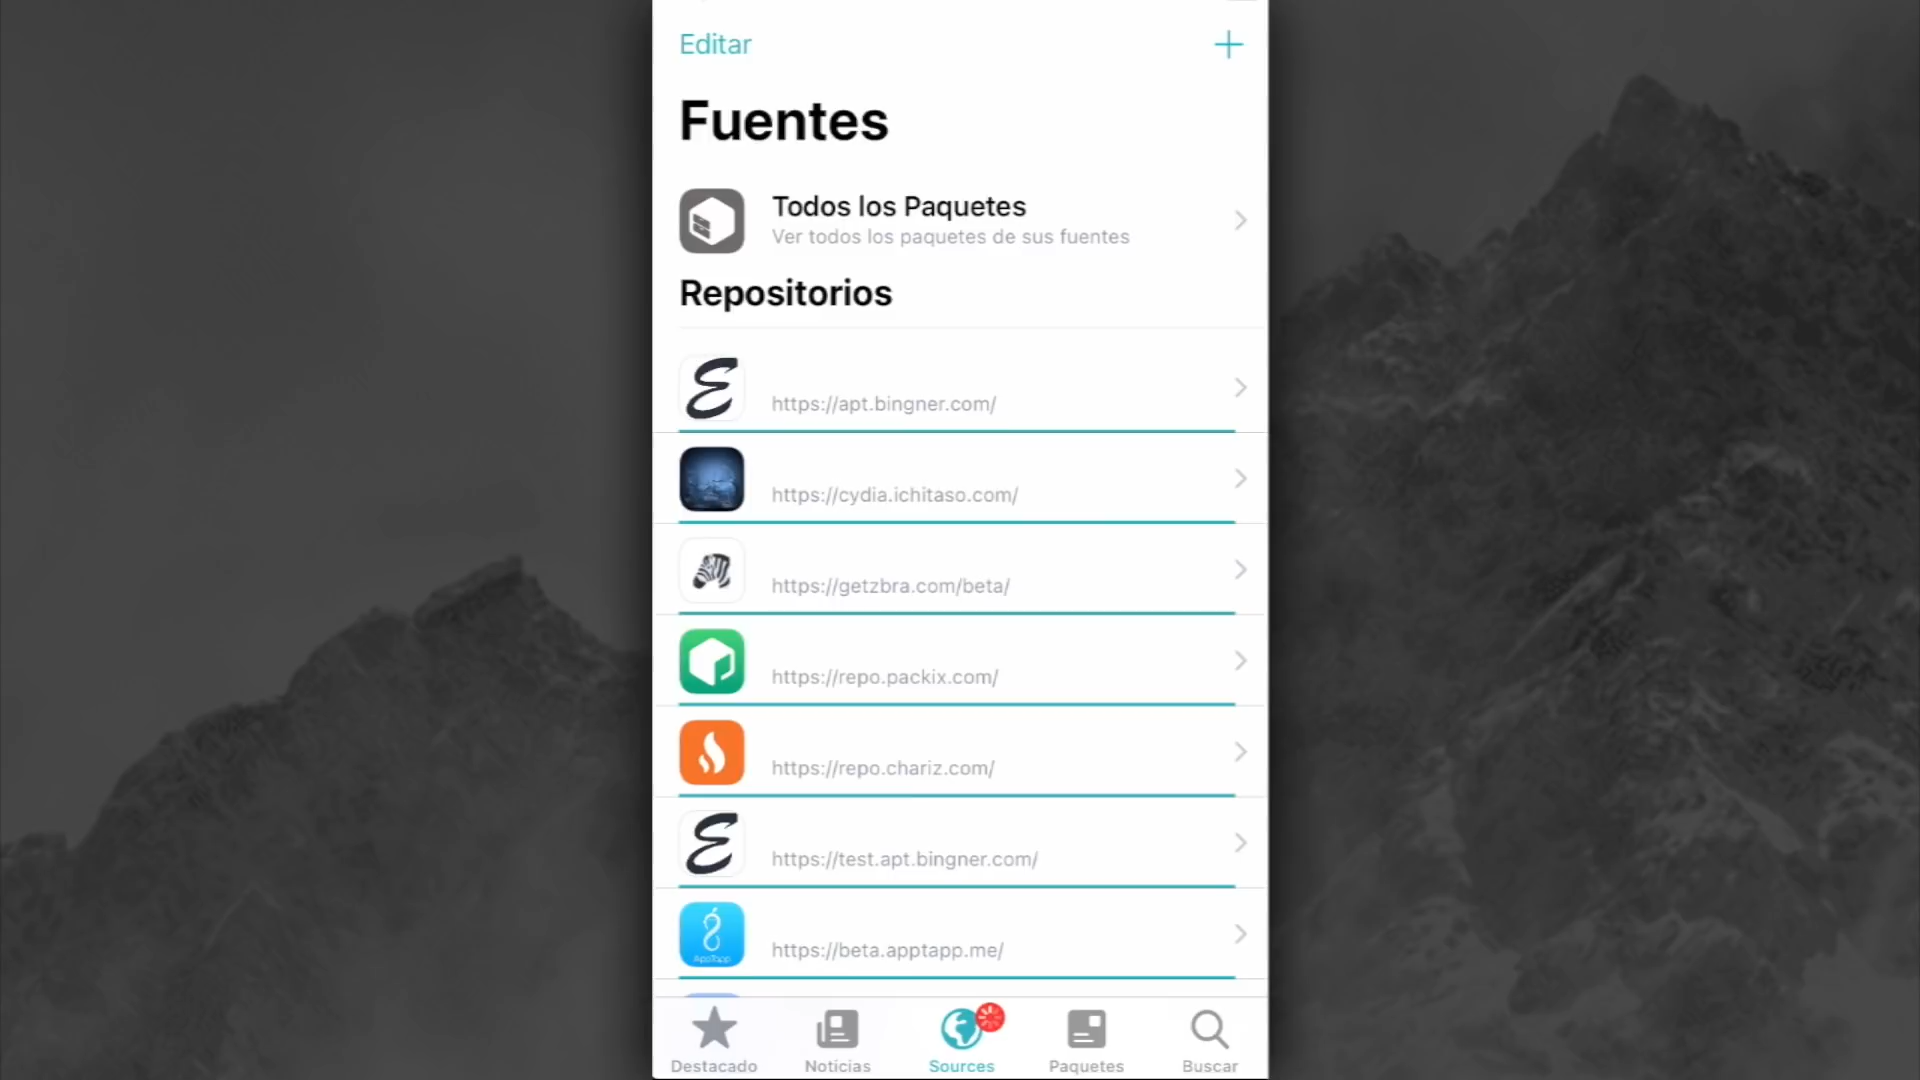 Editar
Fuentes
Todos los Paquetes
Ver todos los paquetes de sus fuentes
Repositorios
https://apt.bingner.com/
https://cydia.ichitaso.com/
https://getzbra.com/beta/
https://repo.packix.com/
https://repo.chariz.com/
https://test.apt.bingner.com/
AppTapp
https://beta.apptapp.me/
Destacado
Noticias
Sources
Paquetes
Buscar